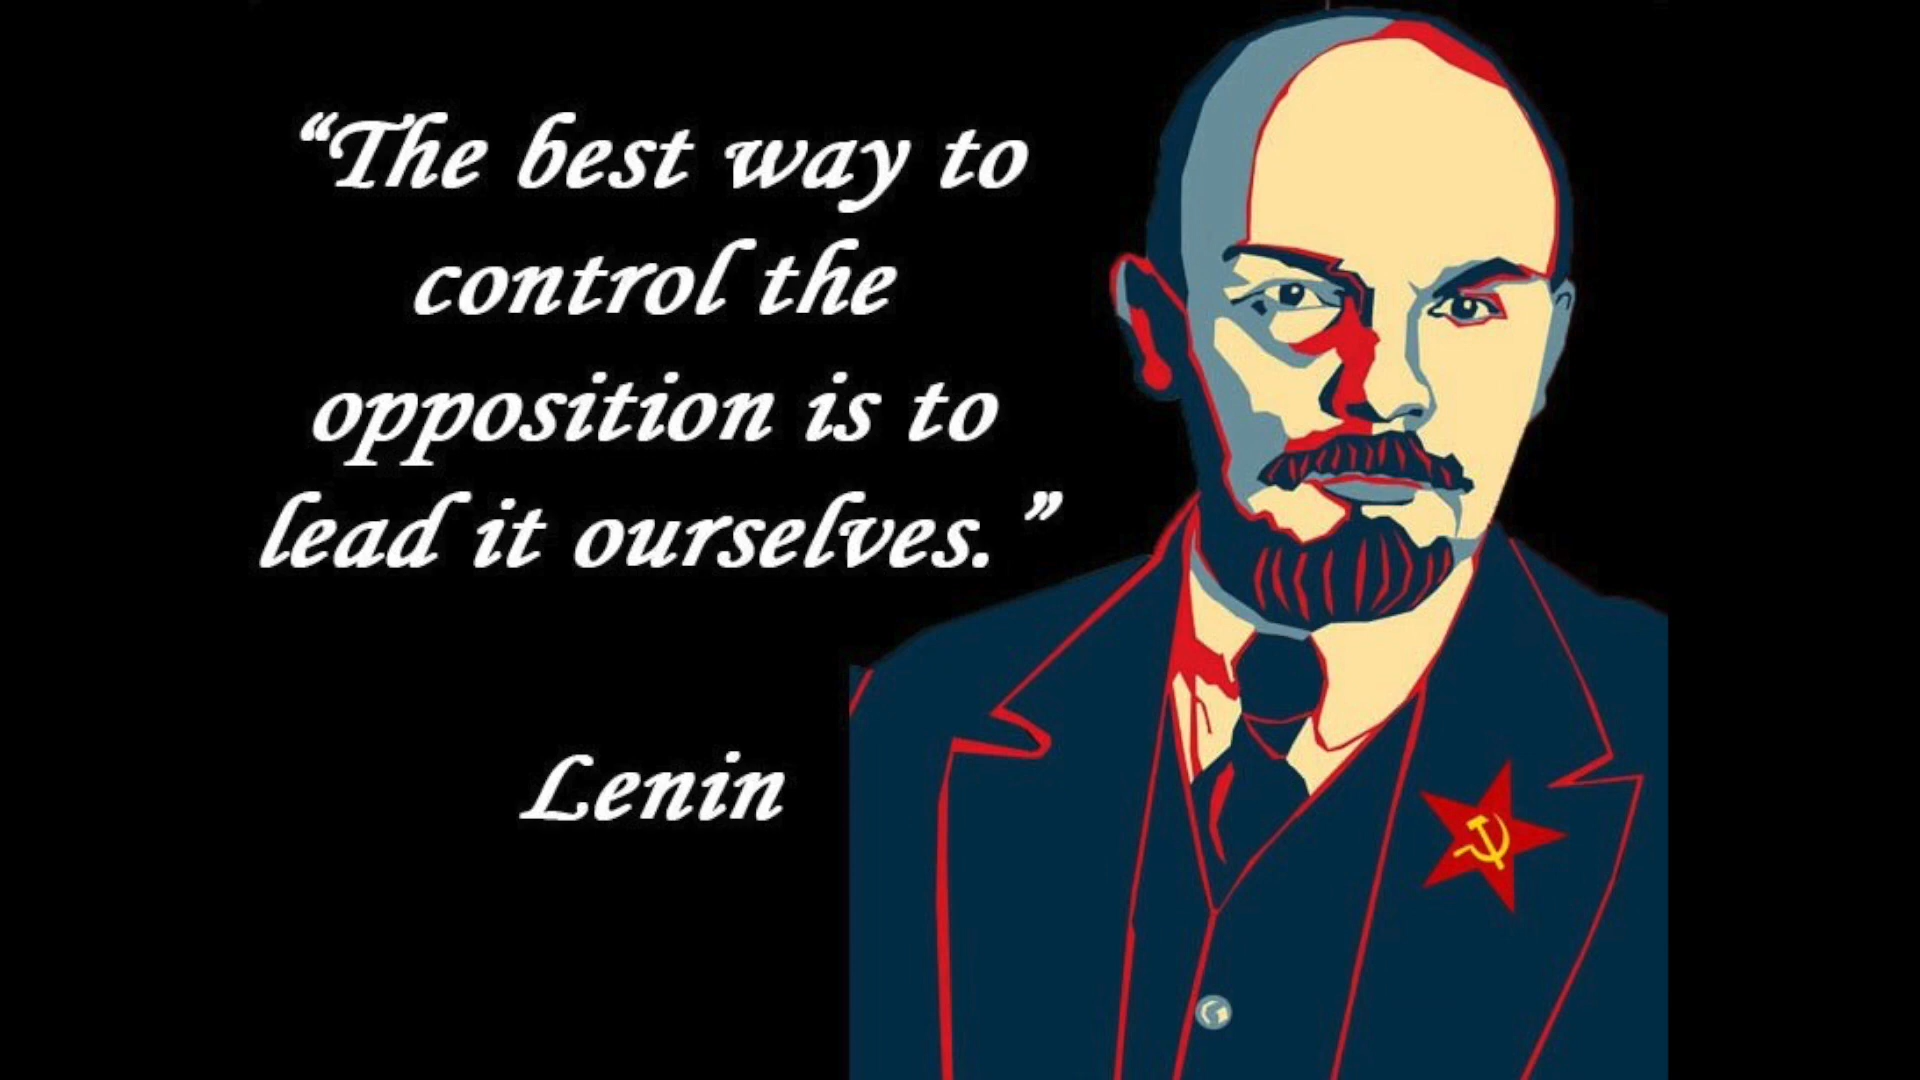 “The best way to
control the
opposition is to
lead it ourselves.”
Lenin